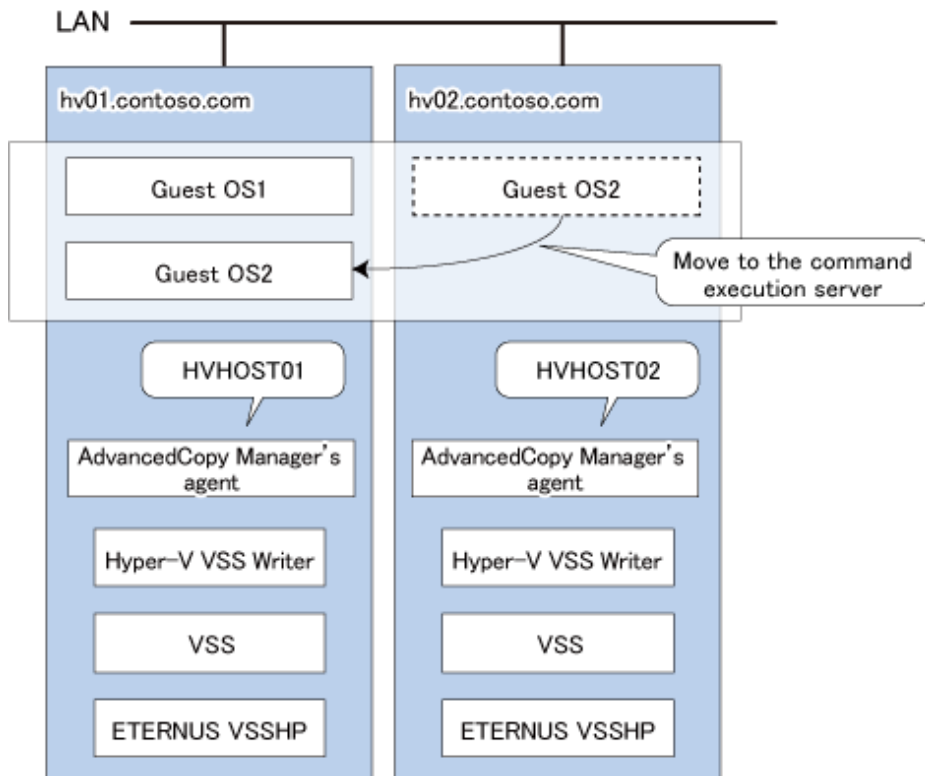 LAN
hv01.contoso.com
hv02.contoso.com
Guest OS1
Guest OS2
Guest OS2
Move to the command
execution server
HVHOST01
HVHOST02
AdvancedCopy Manager's
agent
AdvancedCopy Manager's
agent
Hyper-V VSS Writer
Hyper-V VSS Writer
VSS
VSS
ETERNUS VSSHP
ETERNUS VSSHP